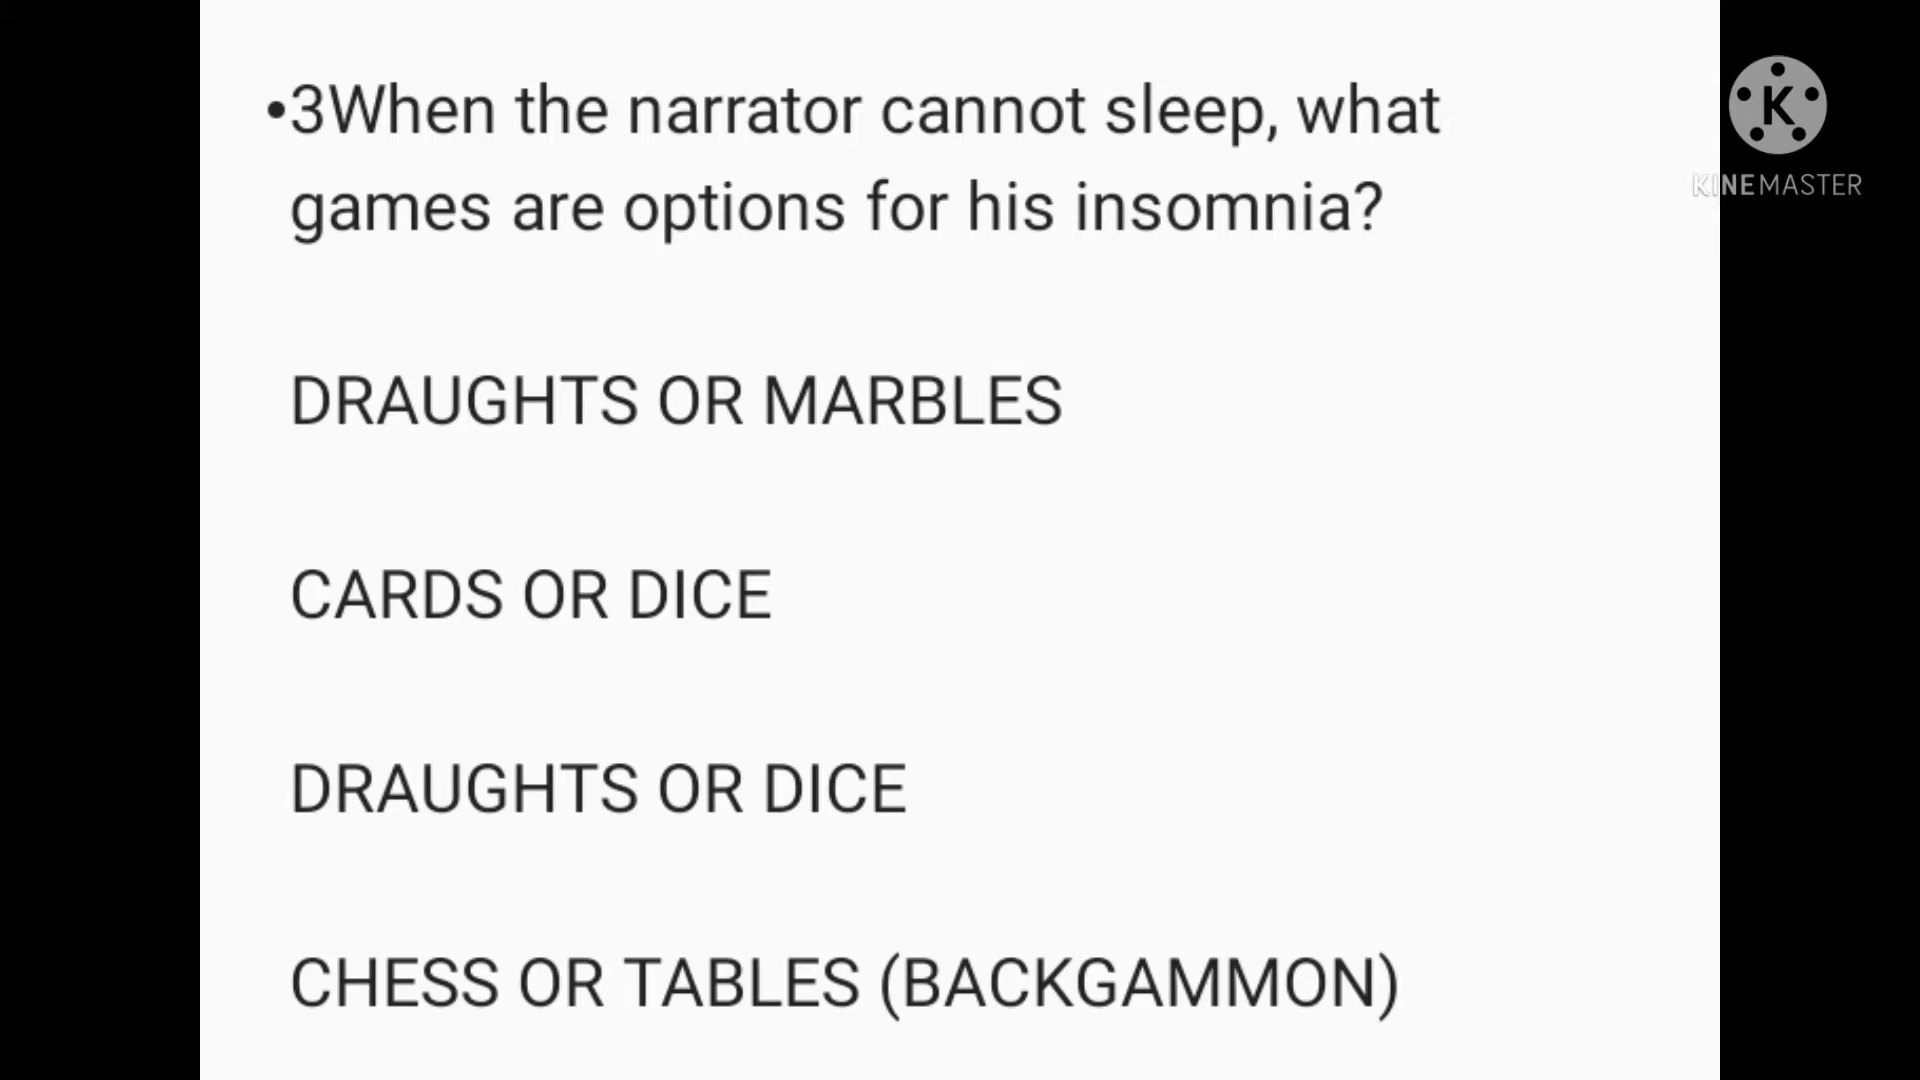 •3When the narrator cannot sleep, what
games are options for his insomnia?
DRAUGHTS OR MARBLES
CARDS OR DICE
DRAUGHTS OR DICE
CHESS OR TABLES (BACKGAMMON)
K
KINEMASTER